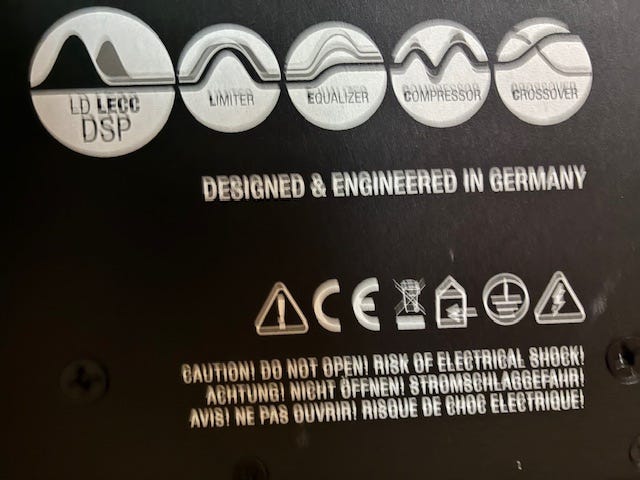 LD LECC
DSP
LIMITER
EQUALIZER
COMPRESSOR
CROSSOVER
DESIGNED & ENGINEERED IN GERMANY
CE
CAUTION! DO NOT OPEN! RISK OF ELECTRICAL SHOCK!
ACHTUNG! NICHT ÖFFNEN! STROMSCHLAGGEFAHR!
AVIS! NE PAS OUVRIR! RISQUE DE CHOC ELECTRIQUE!